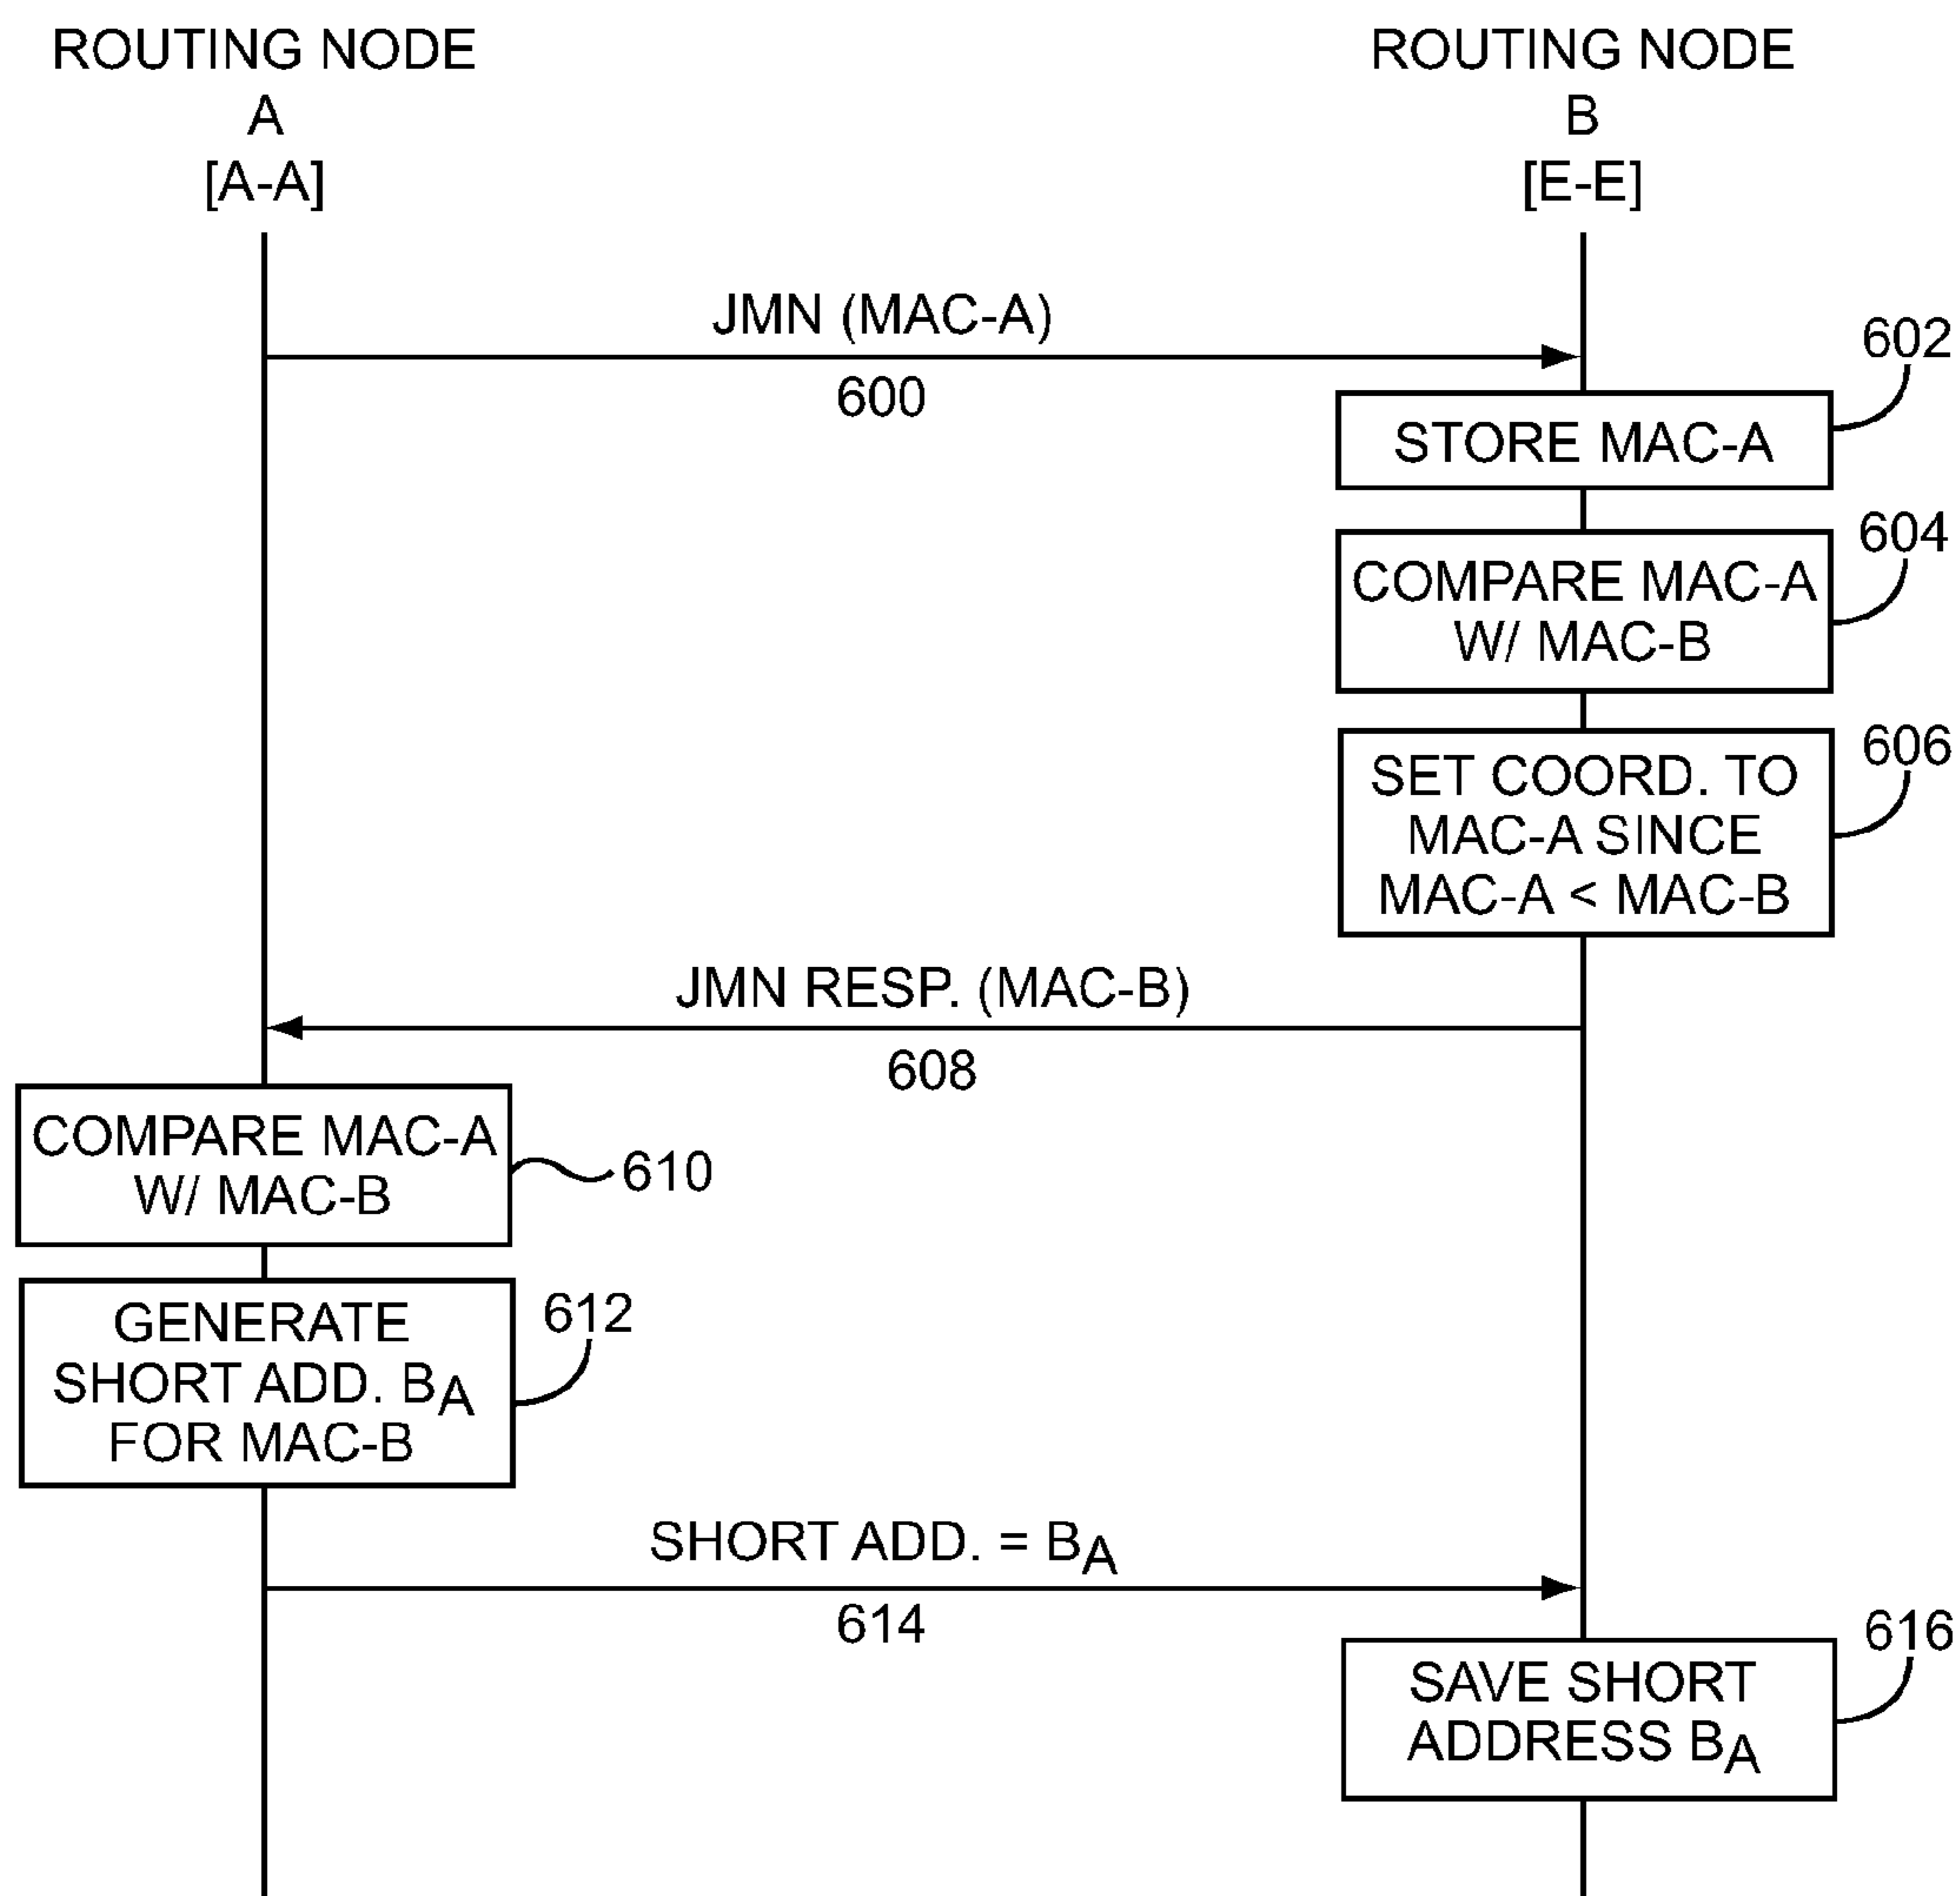 ROUTING NODE
A
[A-A]
ROUTING NODE
B
[E-E]
JMN (MAC-A)
600
602
STORE MAC-A
604
COMPARE MAC-A
W/ MAC-B
606
SET COORD. TO
MAC-A SINCE
MAC-A < MAC-B
JMN RESP. (MAC-B)
608
COMPARE MAC-A
W/ MAC-B
610
GENERATE
SHORT ADD. BA
FOR MAC-B
612
SHORT ADD. = BA
614
616
SAVE SHORT
ADDRESS BA